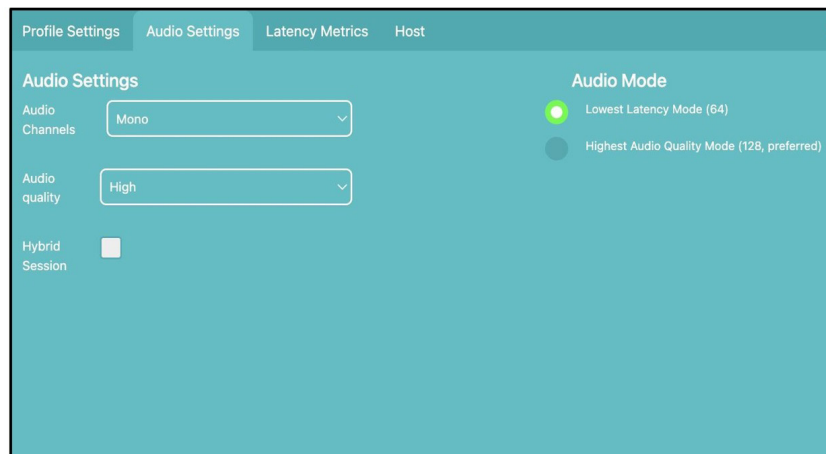 Profile Settings Audio Settings Latency Metrics Host
Audio Settings
Audio
Channels
Mono
Audio
quality
High
Hybrid
Session
Audio Mode
Lowest Latency Mode (64)
Highest Audio Quality Mode (128, preferred)